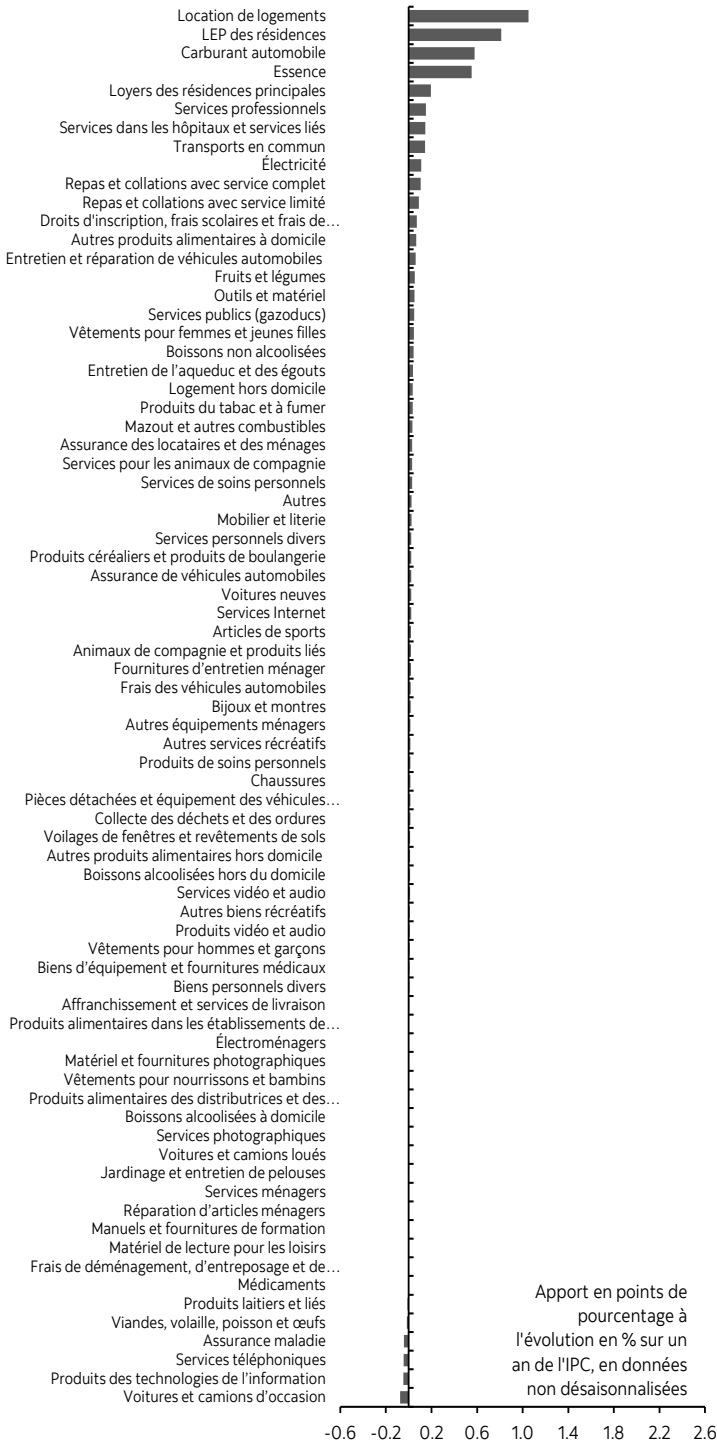 Location de logements
LEP des résidences
Carburant automobile
Essence
Loyers des résidences principales
Services professionnels
Services dans les hôpitaux et services liés
Transports en commun
Électricité
Repas et collations avec service complet
Repas et collations avec service limité
Droits d'inscription, frais scolaires et frais de…
Autres produits alimentaires à domicile
Entretien et réparation de véhicules automobiles
Fruits et légumes
Outils et matériel
Services publics (gazoducs)
Vêtements pour femmes et jeunes filles
Boissons non alcoolisées
Entretien de l'aqueduc et des égouts
Logement hors domicile
Produits du tabac et à fumer
Mazout et autres combustibles
Assurance des locataires et des ménages
Services pour les animaux de compagnie
Services de soins personnels
Autres
Mobilier et literie
Services personnels divers
Produits céréaliers et produits de boulangerie
Assurance de véhicules automobiles
Voitures neuves
Services Internet
Articles de sports
Animaux de compagnie et produits liés
Fournitures d'entretien ménager
Frais des véhicules automobiles
Bijoux et montres
Autres équipements ménagers
Autres services récréatifs
Produits de soins personnels
Chaussures
Pièces détachées et équipement des véhicules…
Collecte des déchets et des ordures
Voilages de fenêtres et revêtements de sols
Autres produits alimentaires hors domicile
Boissons alcoolisées hors du domicile
Services vidéo et audio
Autres biens récréatifs
Produits vidéo et audio
Vêtements pour hommes et garçons
Biens d'équipement et fournitures médicaux
Biens personnels divers
Affranchissement et services de livraison
Produits alimentaires dans les établissements de…
Électroménagers
Matériel et fournitures photographiques
Vêtements pour nourrissons et bambins
Produits alimentaires des distributrices et des…
Boissons alcoolisées à domicile
Services photographiques
Voitures et camions loués
Jardinage et entretien de pelouses
Services ménagers
Réparation d'articles ménagers
Manuels et fournitures de formation
Matériel de lecture pour les loisirs
Frais de déménagement, d'entreposage et de…
Médicaments
Produits laitiers et liés
Viandes, volaille, poisson et œufs
Assurance maladie
Services téléphoniques
Produits des technologies de l'information
Voitures et camions d'occasion
Apport en points de
pourcentage à
l'évolution en % sur un
an de l'IPC, en données
non désaisonnalisées
-0.6 -0.2 0.2 0.6 1.0 1.4 1.8 2.2 2.6